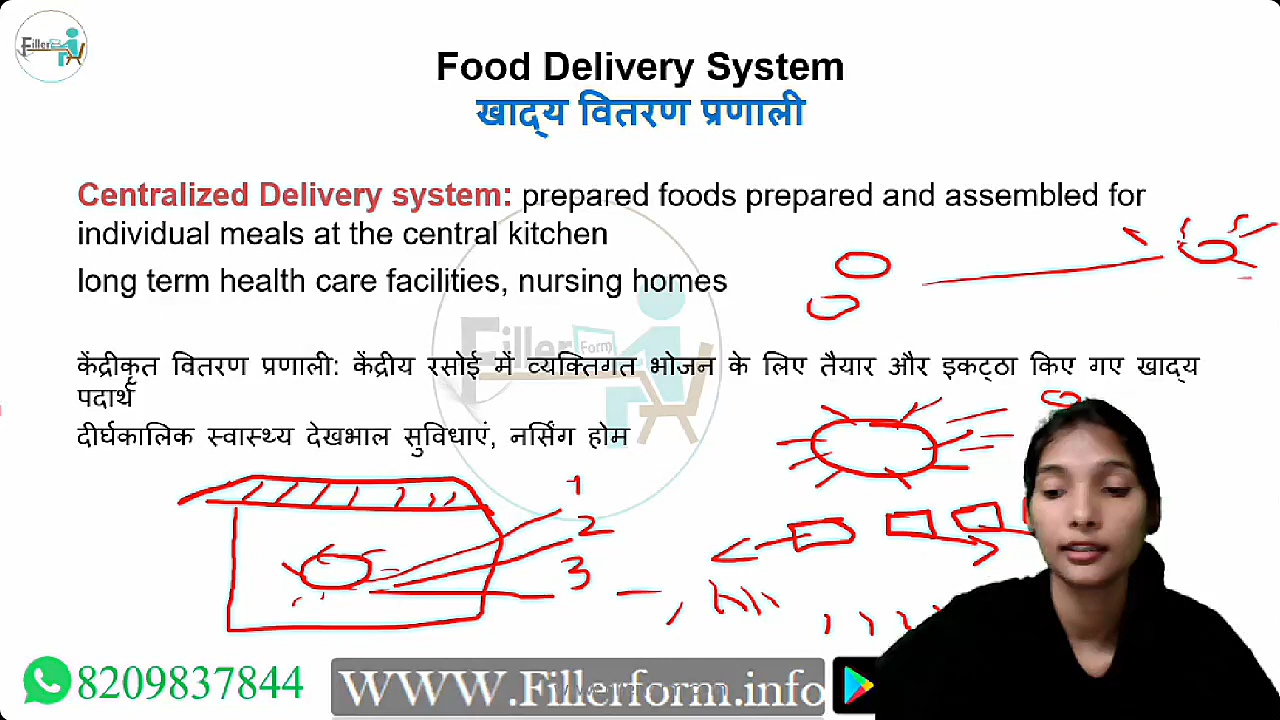 Filler
Food Delivery System
खाद्य वितरण प्रणाली
Centralized Delivery system: prepared foods prepared and assembled for
individual meals at the central kitchen
long term health care facilities, nursing homes
Filler Form
केंद्रीकृत वितरण प्रणाली: केंद्रीय रसोई में व्यक्तिगत भोजन के लिए तैयार और इकट्ठा किए गए खाद्य
पदार्थ
दीर्घकालिक स्वास्थ्य देखभाल सुविधाएं, नर्सिंग होम
1
2
3
8209837844
WWW.Fillerform.info